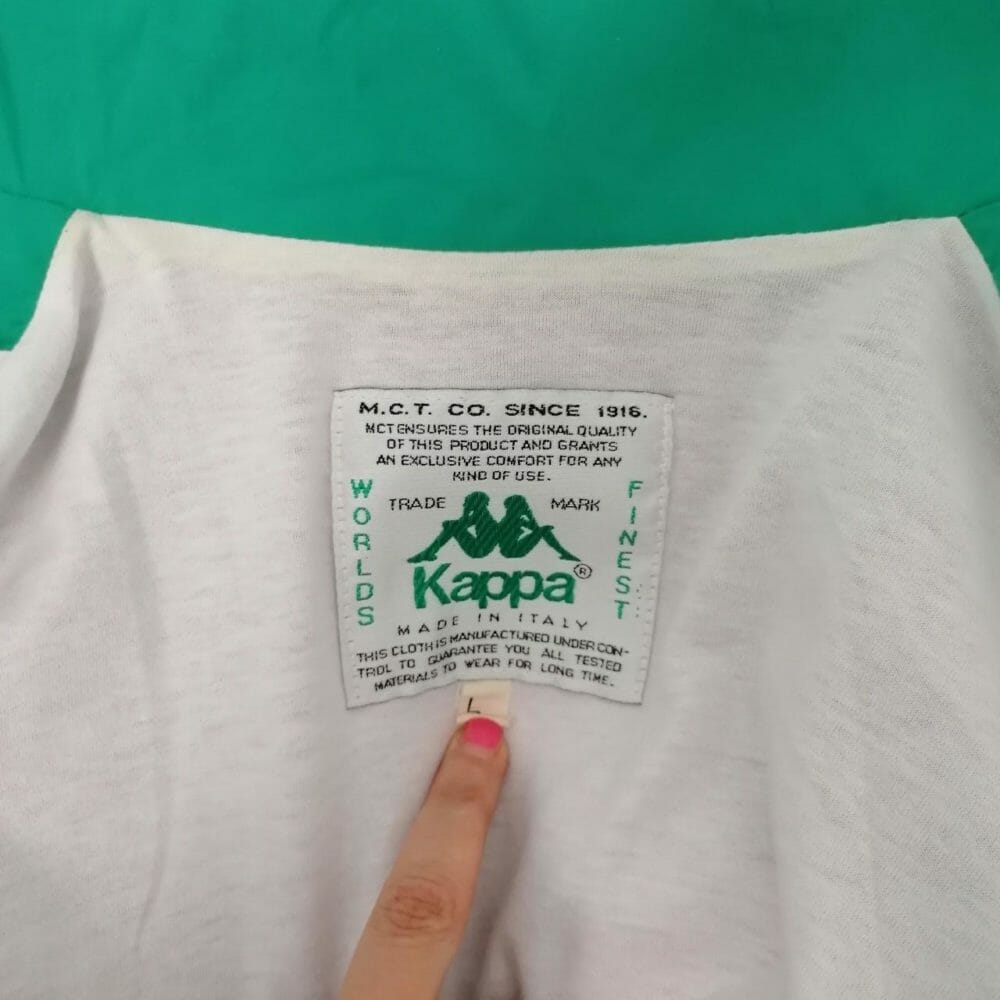 M.C.T. CO. SINCE 1916.
MCT ENSURES THE ORIGINAL QUALITY
OF THIS PRODUCT AND GRANTS
AN EXCLUSIVE COMFORT FOR ANY
KIND OF USE.
TRADE MARK
WORLDS
FINEST
Kappa®
MADE IN ITALY
THIS CLOTH IS MANUFACTURED UNDER CON-
TROL TO GUARANTEE YOU ALL TESTED
MATERIALS TO WEAR FOR LONG TIME.
L